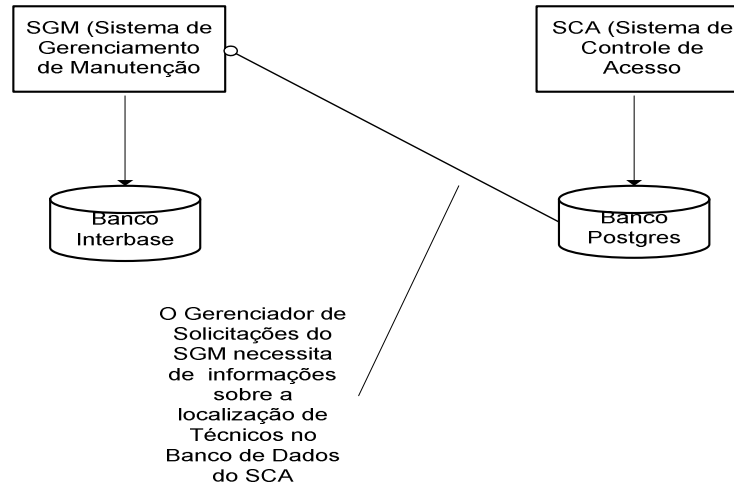 SGM (Sistema de
Gerenciamento
de Manutenção
SCA (Sistema de
Controle de
Acesso
Banco
Interbase
Banco
Postgres
O Gerenciador de
Solicitações do
SGM necessita
de informações
sobre a
localização de
Técnicos no
Banco de Dados
do SCA